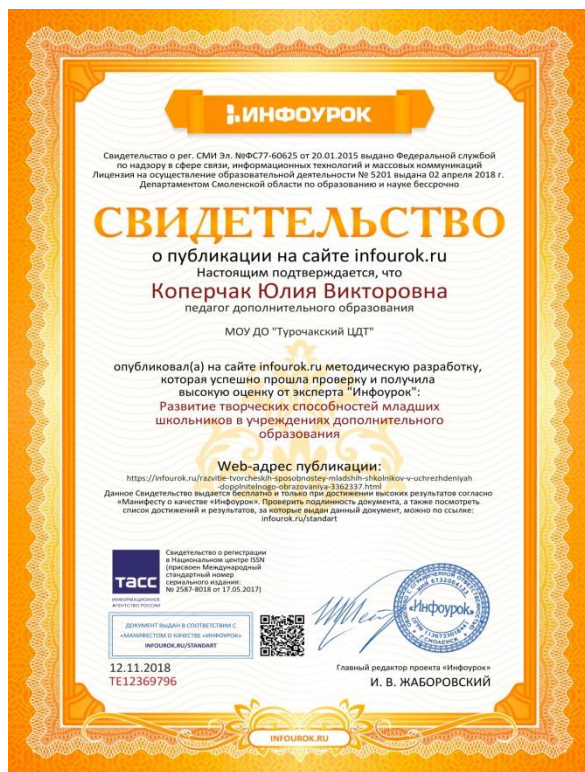 ИНФОУРОК
Свидетельство о рег. СМИ Эл. №ФС77-60625 от 20.01.2015 выдано Федеральной службой
по надзору в сфере связи, информационных технологий и массовых коммуникаций
Лицензия на осуществление образовательной деятельности № 5201 выдана 02 апреля 2018 г.
Департаментом Смоленской области по образованию и науке бессрочно
СВИДЕТЕЛЬСТВО
о публикации на сайте infourok.ru
Настоящим подтверждается, что
Коперчак Юлия Викторовна
педагог дополнительного образования
МОУ ДО "Турочакский ЦДТ"
опубликовал(а) на сайте infourok.ru методическую разработку,
которая успешно прошла проверку и получила
высокую оценку от эксперта "Инфоурок":
Развитие творческих способностей младших
школьников в учреждениях дополнительного
образования
Web-адрес публикации:
https://infourok.ru/razvitie-tvorcheskih-sposobnostey-mladshih-shkolnikov-v-uchrezhdeniyah
-dopolnitelnogo-obrazovaniya-3362337.html
Данное Свидетельство выдается бесплатно и только при достижении высоких результатов согласно
«Манифесту о качестве «Инфоурок». Проверить подлинность документа, а также посмотреть
список достижений и результатов, за которые выдан данный документ, можно по ссылке:
infourok.ru/standart
ТАСС
ИНФОРМАЦИОННОЕ
АГЕНТСТВО РОССИИ
Свидетельство о регистрации
в Национальном центре ISSN
(присвоен Международный
стандартный номер
сериального издания:
№ 2587-8018 от 17.05.2017)
ДОКУМЕНТ ВЫДАН В СООТВЕТСТВИИ С
«МАНИФЕСТОМ О КАЧЕСТВЕ «ИНФОУРОК»
INFOUROK.RU/STANDART
«Инфоурок»
12.11.2018
ТЕ12369796
Главный редактор проекта «Инфоурок»
И. В. ЖАБОРОВСКИЙ
INFOUROK.RU